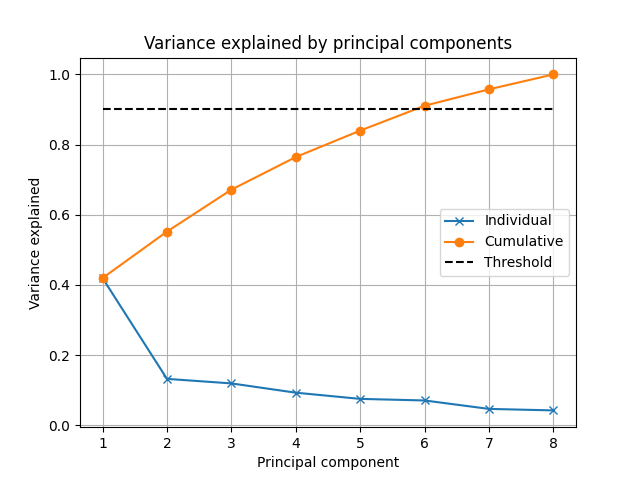 Variance explained by principal components
Variance explained
1.0
0.8
0.6
0.4
0.2
0.0
Individual
Cumulative
Threshold
1 2 3 4 5 6 7 8
Principal component